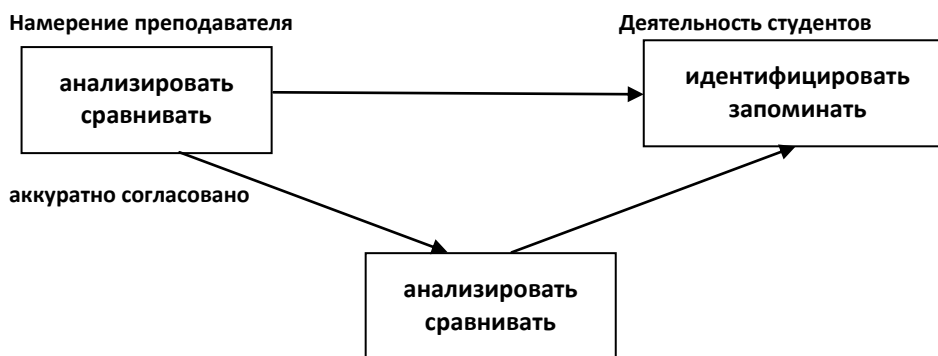 Намерение преподавателя
Деятельность студентов
анализировать
сравнивать
идентифицировать
запоминать
аккуратно согласовано
анализировать
сравнивать